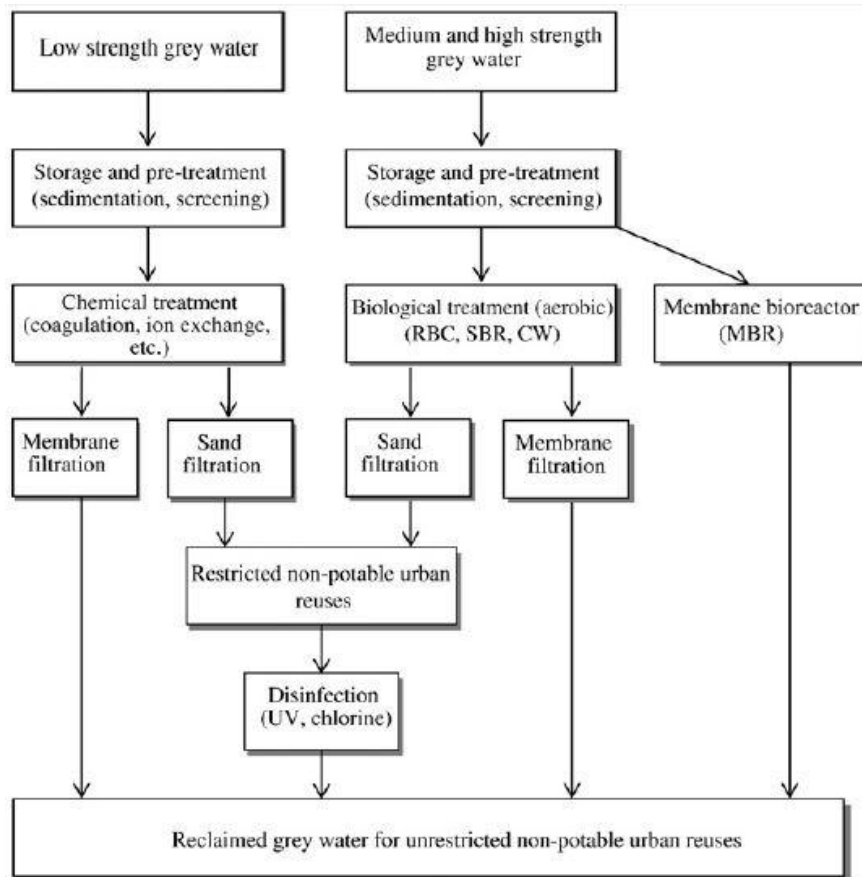 Low strength grey water
Medium and high strength
grey water
Storage and pre-treatment
(sedimentation, screening)
Storage and pre-treatment
(sedimentation, screening)
Chemical treatment
(coagulation, ion exchange,
etc.)
Biological treatment (aerobic)
(RBC, SBR, CW)
Membrane bioreactor
(MBR)
Membrane
filtration
Sand
filtration
Sand
filtration
Membrane
filtration
Restricted non-potable urban
reuses
Disinfection
(UV, chlorine)
Reclaimed grey water for unrestricted non-potable urban reuses